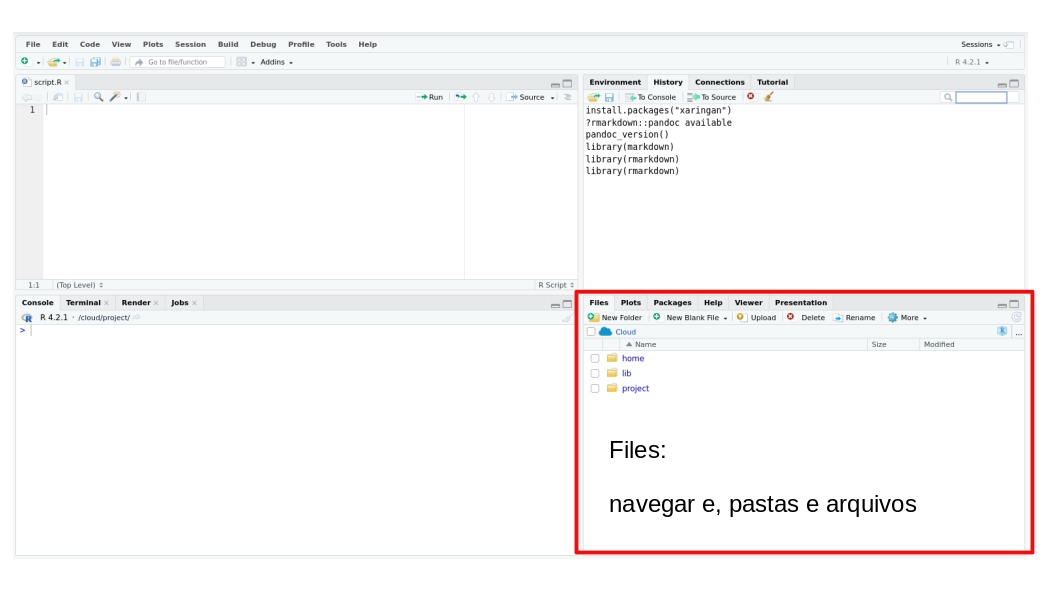 File Edit Code View Plots Session Build Debug Profile Tools Help Sessions
Go to file/function Addins R 4.2.1
script.R
Run Source
1
1:1 (Top Level) R Script
Environment History Connections Tutorial
To Console To Source
install.packages("xaringan")
?rmarkdown::pandoc available
pandoc_version()
library(markdown)
library(rmarkdown)
library(rmarkdown)
Console Terminal Render Jobs
R 4.2.1 · /cloud/project/
>
Files Plots Packages Help Viewer Presentation
New Folder New Blank File Upload Delete Rename More
Cloud ...
Name Size Modified
home
lib
project
Files:
navegar e, pastas e arquivos